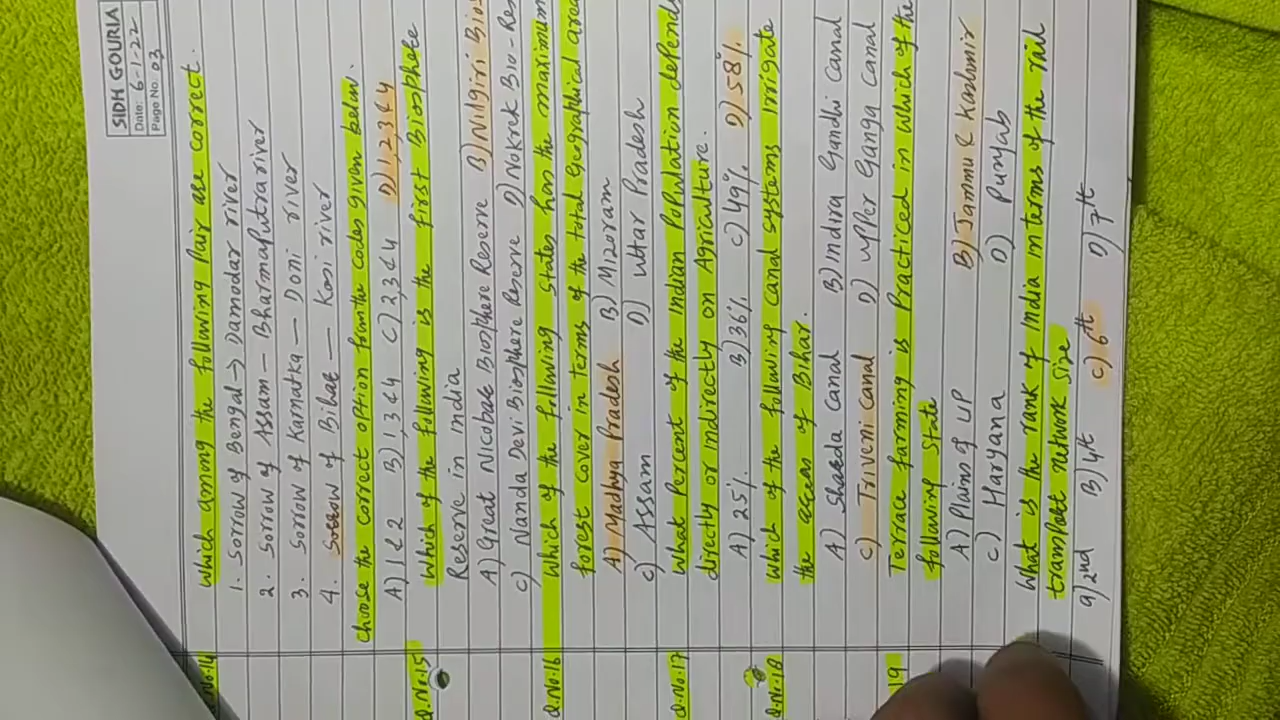 SIDH GOURIA
Date: 6-1-22
Page No. 03
.No.14 Which among the following Pair are correct.
1. Sorrow of Bengal → Damodar river
2. Sorrow of Assam — Bharmaputrariver
3. Sorrow of Karnatka — Doni river
4. Sorrow of Bihar — Kosi river
choose the correct option fromthe codes given below.
A) 1&2 B) 1,3&4 C) 2,3&4 D) 1,2,3&4
Q.No.15 Which of the following is the first Biosphere
Reserve in india
A) Great Nicobar Biosphere Reserve B) Nilgiri Bios
C) Nanda Devi Biosphere Reserve D) Nokrek Bio-Res
Q.No.16 Which of the following states has the maximum
forest cover in terms of the total Geographical area
A) Madhya Pradesh B) Mizoram
C) Assam D) Uttar Pradesh
Q.No.17 What Percent of the Indian Population depends
directly or indirectly on Agriculture.
A) 25%. B) 36% C) 49% D) 58%.
Q.No.18 Which of the following canal systems Irrigate
the access of Bihar.
A) Sharda Canal B) Indira Gandhi Canal
C) Triveni Canal D) Upper Ganga Canal
19 Terrace farming is Practiced in which of the
following State
A) Plains of UP B) Jammu & Kashmir
C) Haryana D) Punjab
What is the rank of India interms of the rail
transport network size
a) 2nd B) 4th C) 6th D) 7th